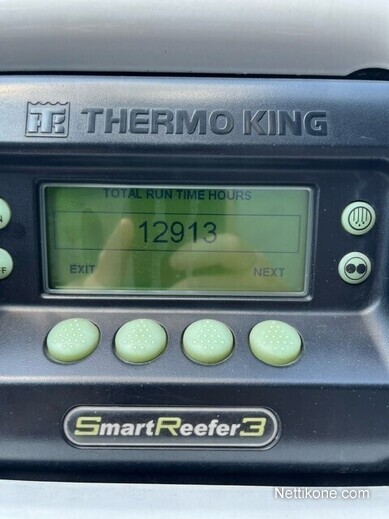 THERMO KING
TOTAL RUN TIME HOURS
12913
EXIT NEXT
SmartReefer3
Nettikone.com